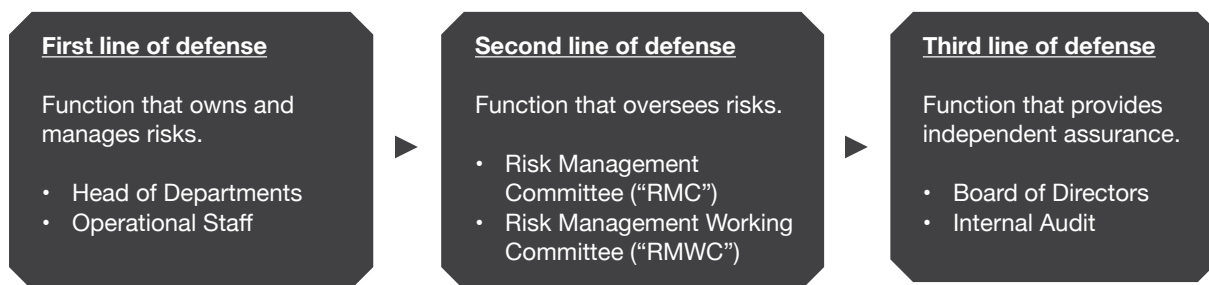 First line of defense
Function that owns and
manages risks.
• Head of Departments
• Operational Staff
Second line of defense
Function that oversees risks.
• Risk Management
Committee (“RMC”)
• Risk Management Working
Committee (“RMWC”)
Third line of defense
Function that provides
independent assurance.
• Board of Directors
• Internal Audit